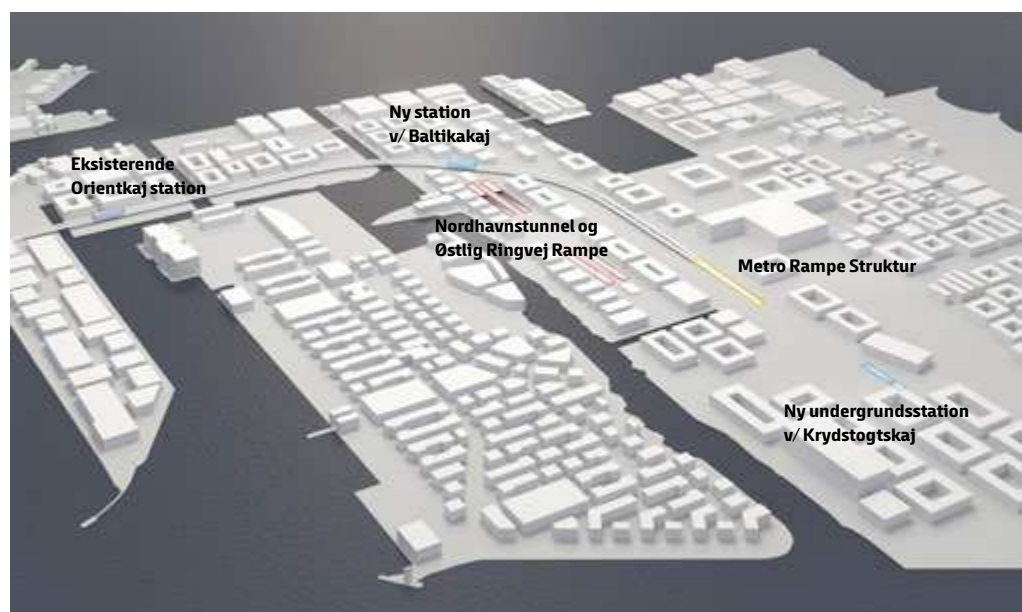 Ny station
v/ Baltikakaj
Eksisterende
Orientkaj station
Nordhavnstunnel og
Østlig Ringvej Rampe
Metro Rampe Struktur
Ny undergrundsstation
v/ Krydstogtskaj